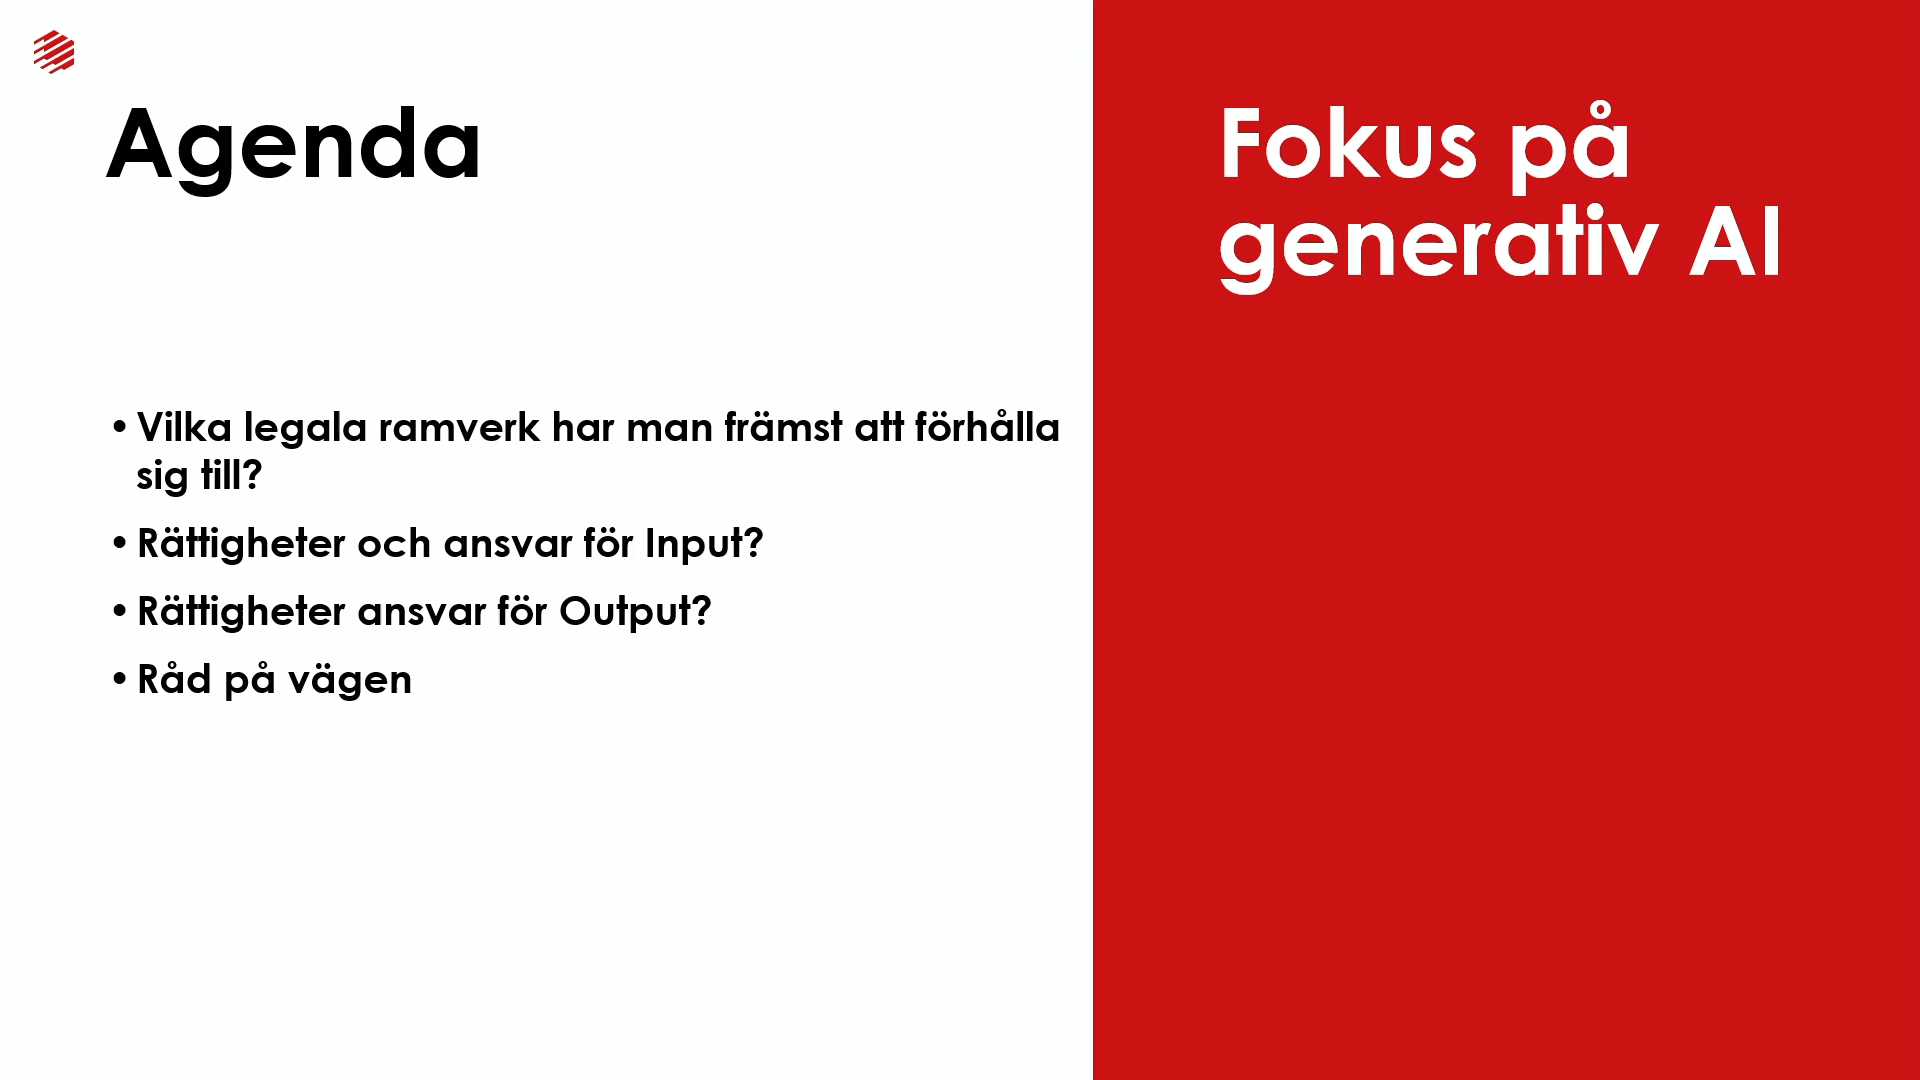 Agenda
• Vilka legala ramverk har man främst att förhålla
sig till?
• Rättigheter och ansvar för Input?
• Rättigheter ansvar för Output?
• Råd på vägen
Fokus på
generativ AI